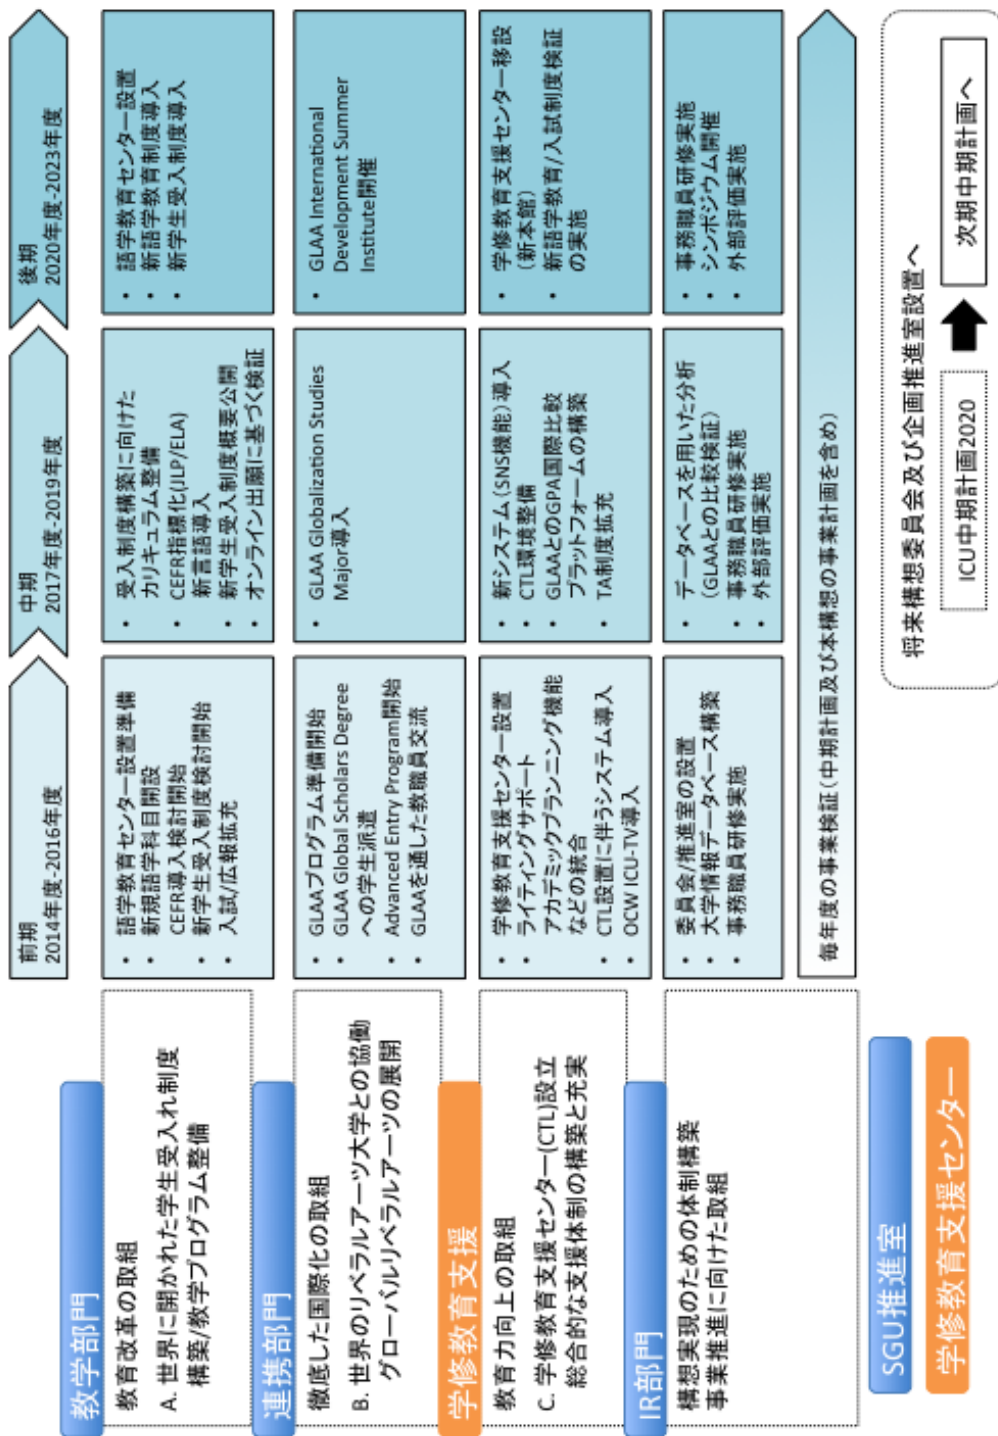 前期
2014年度-2016年度
中期
2017年度-2019年度
後期
2020年度-2023年度
教学部門
教育改革の取組
A. 世界に開かれた学生受入れ制度
構築/教学プログラム整備
• 語学教育センター設置準備
• 新規語学科目開設
• CEFR導入検討開始
• 新学生受入制度検討開始
• 入試/広報拡充
• 受入制度構築に向けた
カリキュラム整備
• CEFR指標化(JLP/ELA)
• 新言語導入
• 新学生受入制度概要公開
• オンライン出願に基づく検証
• 語学教育センター設置
• 新語学教育制度導入
• 新学生受入制度導入
連携部門
徹底した国際化の取組
B. 世界のリベラルアーツ大学との協働
グローバルリベラルアーツの展開
• GLAAプログラム準備開始
• GLAA Global Scholars Degree
への学生派遣
• Advanced Entry Program開始
• GLAAを通した教職員交流
• GLAA Globalization Studies
Major導入
• GLAA International
Development Summer
Institute開催
学修教育支援
教育力向上の取組
C. 学修教育支援センター(CTL)設立
総合的な支援体制の構築と充実
• 学修教育支援センター設置
• ライティングサポート
アカデミックプランニング機能
などの統合
• CTL設置に伴うシステム導入
• OCW ICU-TV導入
• 新システム(SNS機能)導入
• CTL環境整備
• GLAAとのGPA国際比較
プラットフォームの構築
• TA制度拡充
• 学修教育支援センター移設
(新本館)
• 新語学教育/入試制度検証
の実施
IR部門
構想実現のための体制構築
事業推進に向けた取組
• 委員会/推進室の設置
• 大学情報データベース構築
• 事務職員研修実施
• データベースを用いた分析
(GLAAとの比較検証)
• 事務職員研修実施
• 外部評価実施
• 事務職員研修実施
• シンポジウム開催
• 外部評価実施
毎年度の事業検証(中期計画及び本構想の事業計画を含め)
SGU推進室
学修教育支援センター
将来構想委員会及び企画推進室設置へ
ICU中期計画2020
次期中期計画へ